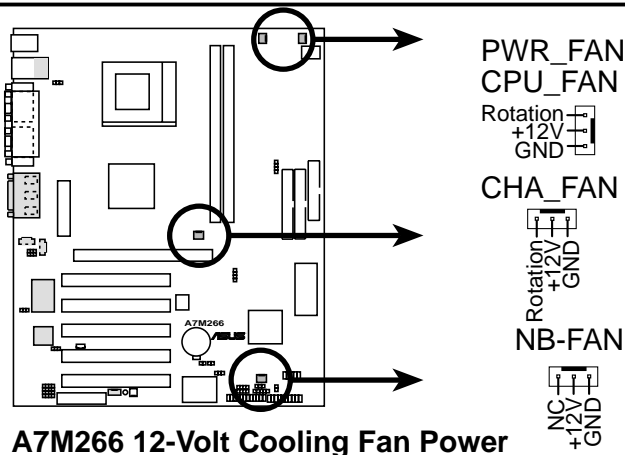 PWR_FAN
CPU_FAN
Rotation
+12V
GND
CHA_FAN
Rotation
+12V
GND
NB-FAN
NC
+12V
GND
A7M266
ASUS
A7M266 12-Volt Cooling Fan Power